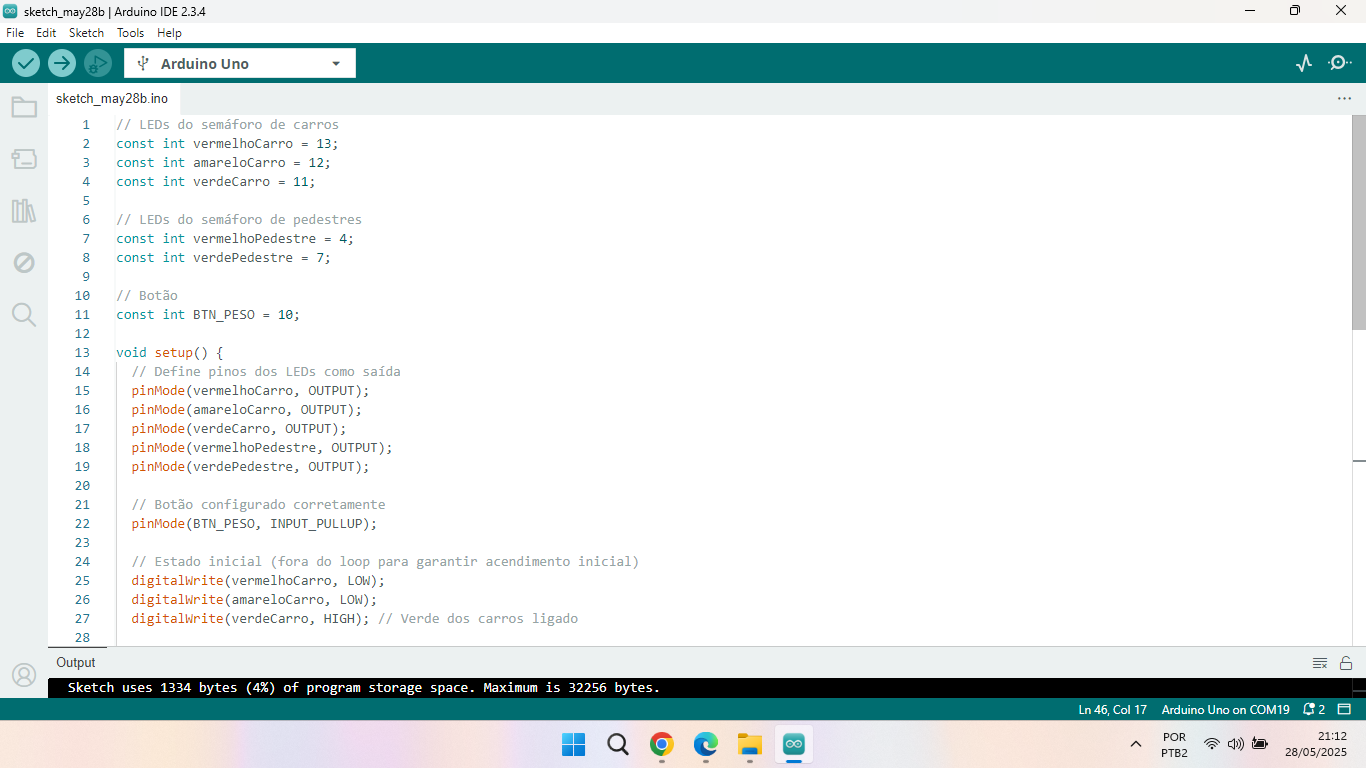 sketch_may28b | Arduino IDE 2.3.4
File Edit Sketch Tools Help
Arduino Uno
sketch_may28b.ino
1 // LEDs do semáforo de carros
2 const int vermelhoCarro = 13;
3 const int amareloCarro = 12;
4 const int verdeCarro = 11;
5
6 // LEDs do semáforo de pedestres
7 const int vermelhoPedestre = 4;
8 const int verdePedestre = 7;
9
10 // Botão
11 const int BTN_PESO = 10;
12
13 void setup() {
14 // Define pinos dos LEDs como saída
15 pinMode(vermelhoCarro, OUTPUT);
16 pinMode(amareloCarro, OUTPUT);
17 pinMode(verdeCarro, OUTPUT);
18 pinMode(vermelhoPedestre, OUTPUT);
19 pinMode(verdePedestre, OUTPUT);
20
21 // Botão configurado corretamente
22 pinMode(BTN_PESO, INPUT_PULLUP);
23
24 // Estado inicial (fora do loop para garantir acendimento inicial)
25 digitalWrite(vermelhoCarro, LOW);
26 digitalWrite(amareloCarro, LOW);
27 digitalWrite(verdeCarro, HIGH); // Verde dos carros ligado
28
Output
Sketch uses 1334 bytes (4%) of program storage space. Maximum is 32256 bytes.
Ln 46, Col 17 Arduino Uno on COM19 2
POR 21:12
PTB2 28/05/2025